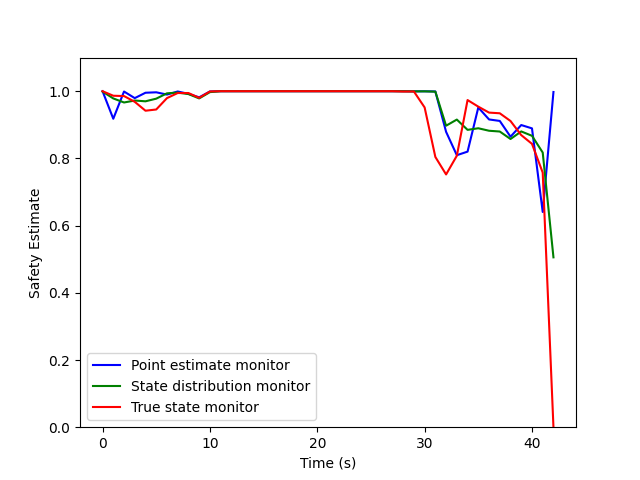 1.0
0.8
0.6
0.4
0.2
0.0
Safety Estimate
Point estimate monitor
State distribution monitor
True state monitor
0 10 20 30 40
Time (s)